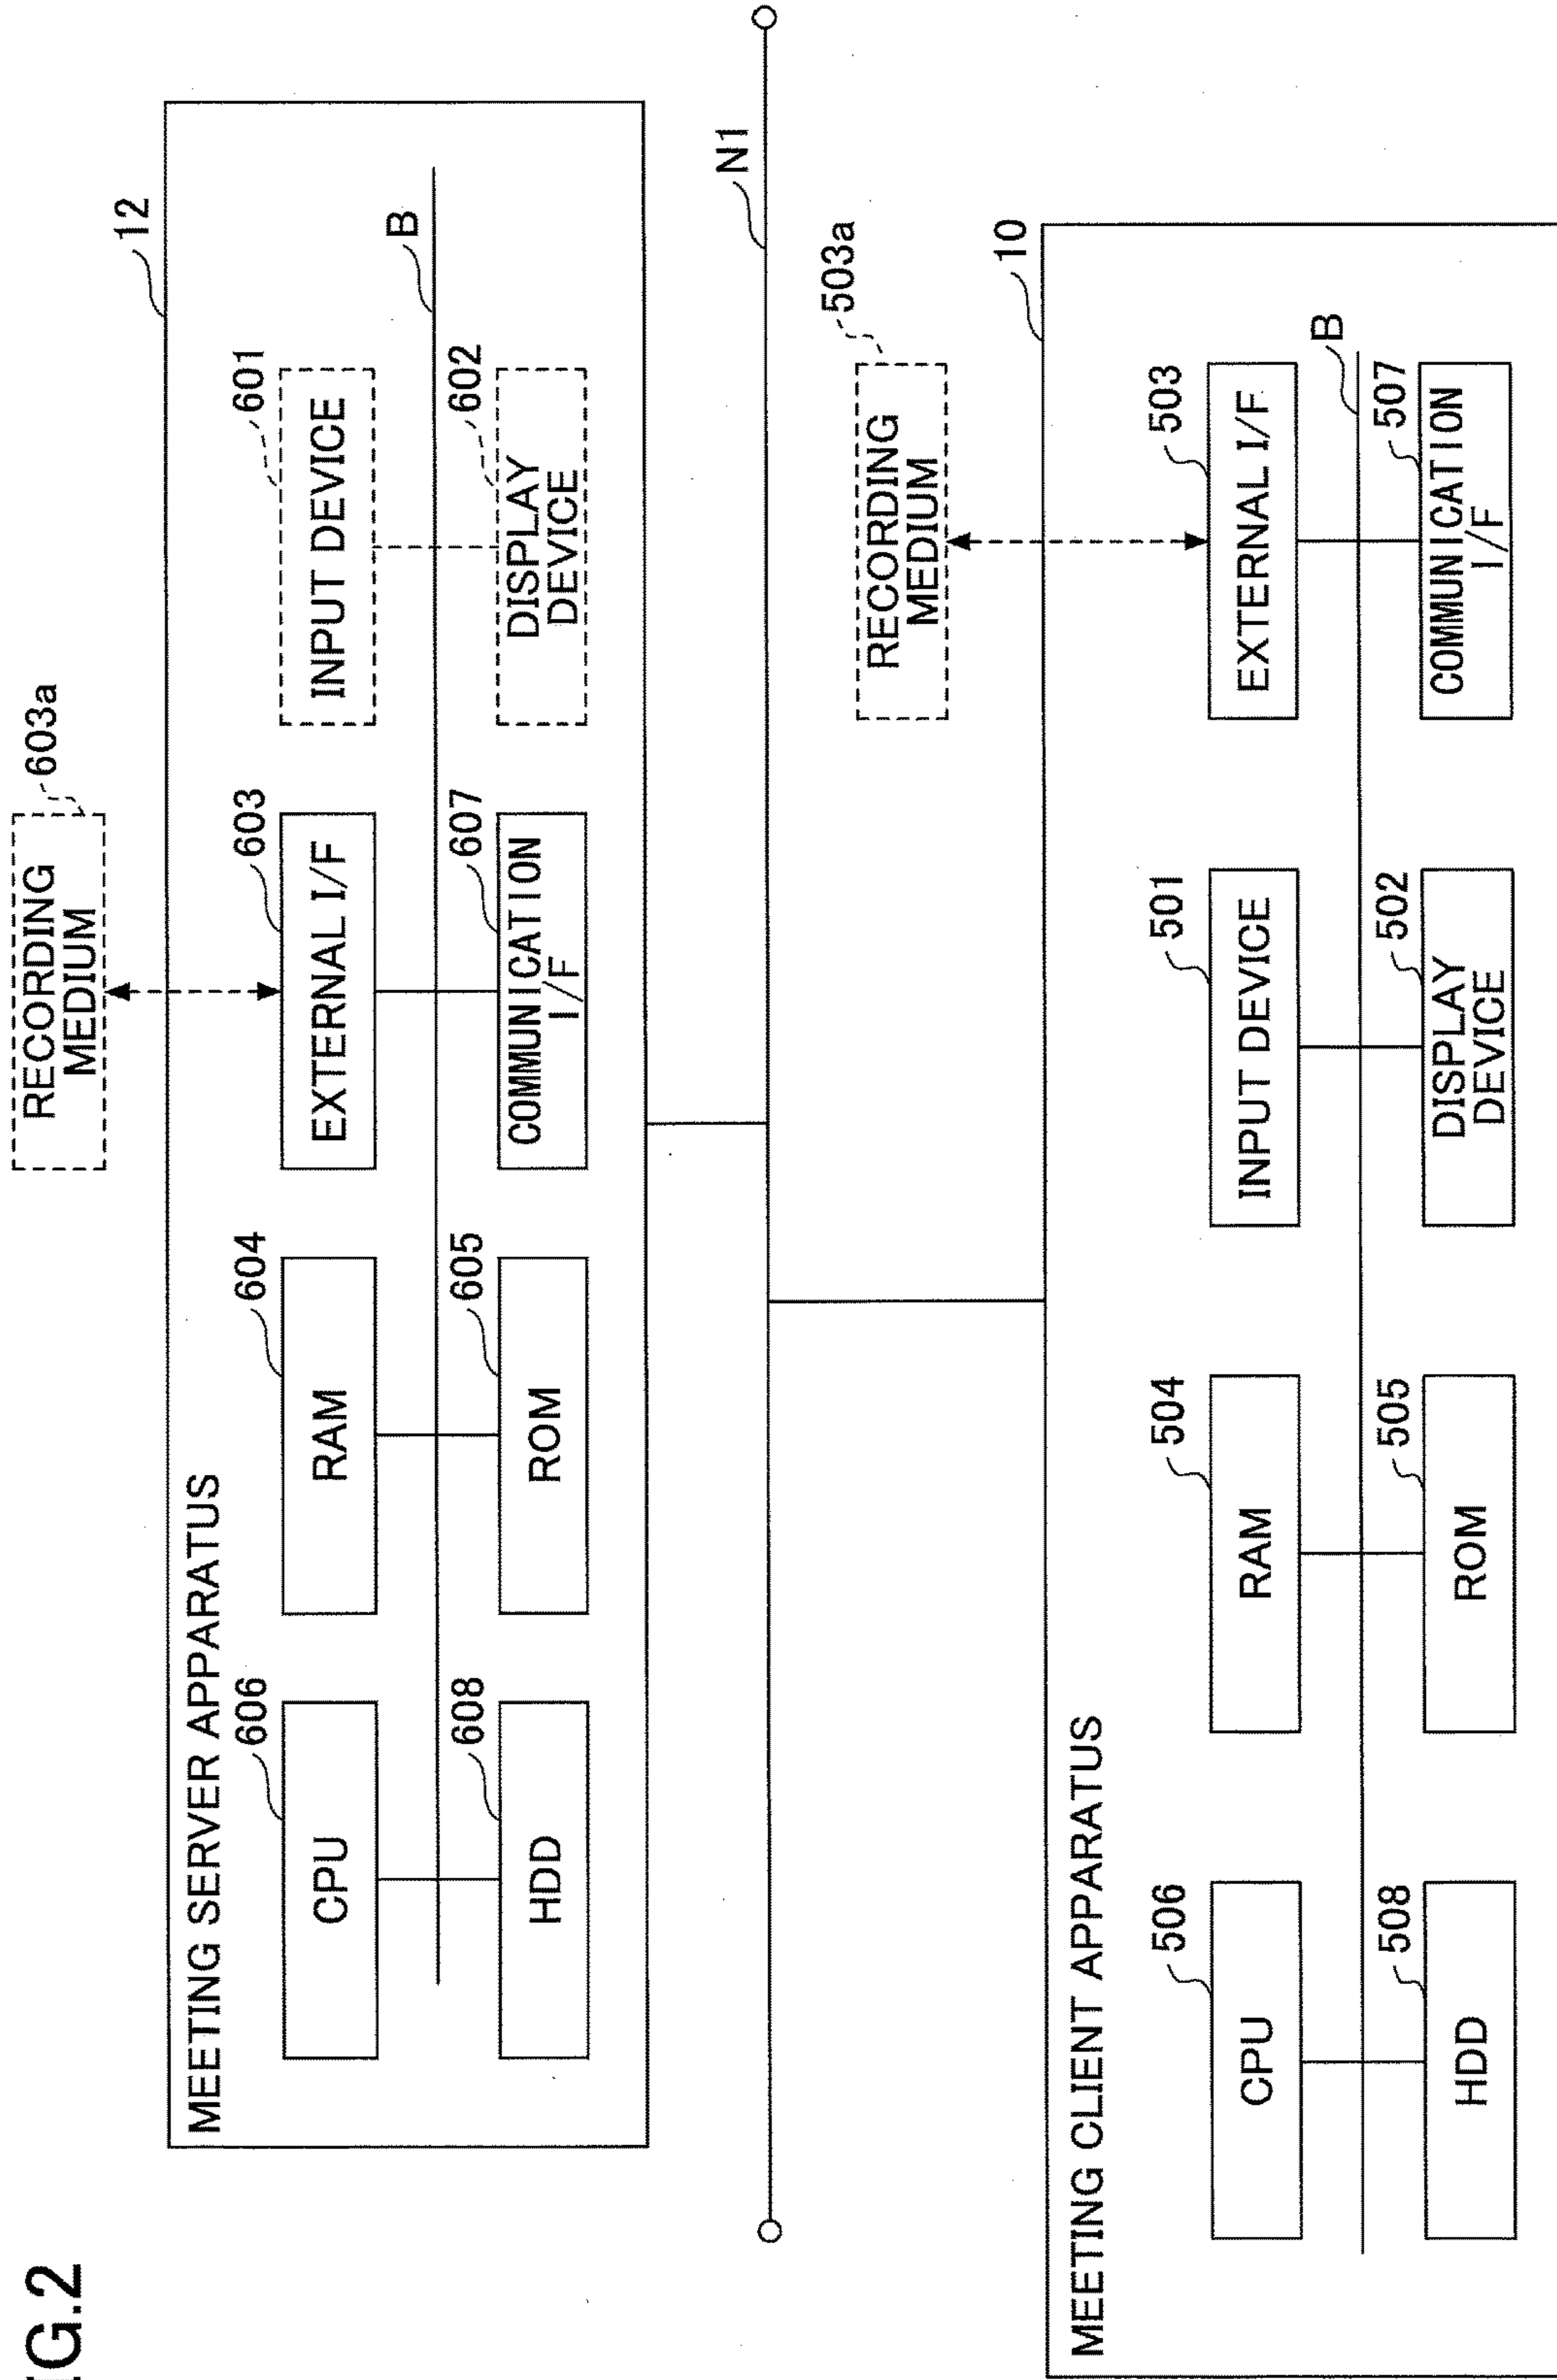 IG.2
RECORDING
MEDIUM
603a
MEETING SERVER APPARATUS
12
606
CPU
604
RAM
603
EXTERNAL I/F
601
INPUT DEVICE
B
608
HDD
605
ROM
607
COMMUNICATION
I/F
602
DISPLAY
DEVICE
N1
RECORDING
MEDIUM
503a
MEETING CLIENT APPARATUS
10
506
CPU
504
RAM
501
INPUT DEVICE
503
EXTERNAL I/F
B
508
HDD
505
ROM
502
DISPLAY
DEVICE
507
COMMUNICATION
I/F